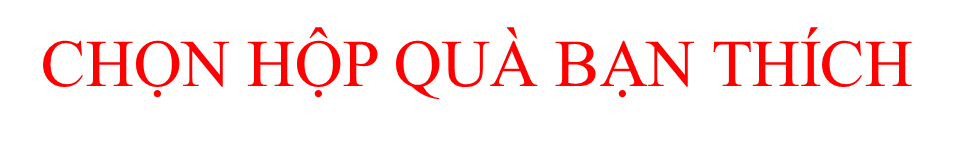 CHỌN HỘP QUÀ BẠN THÍCH